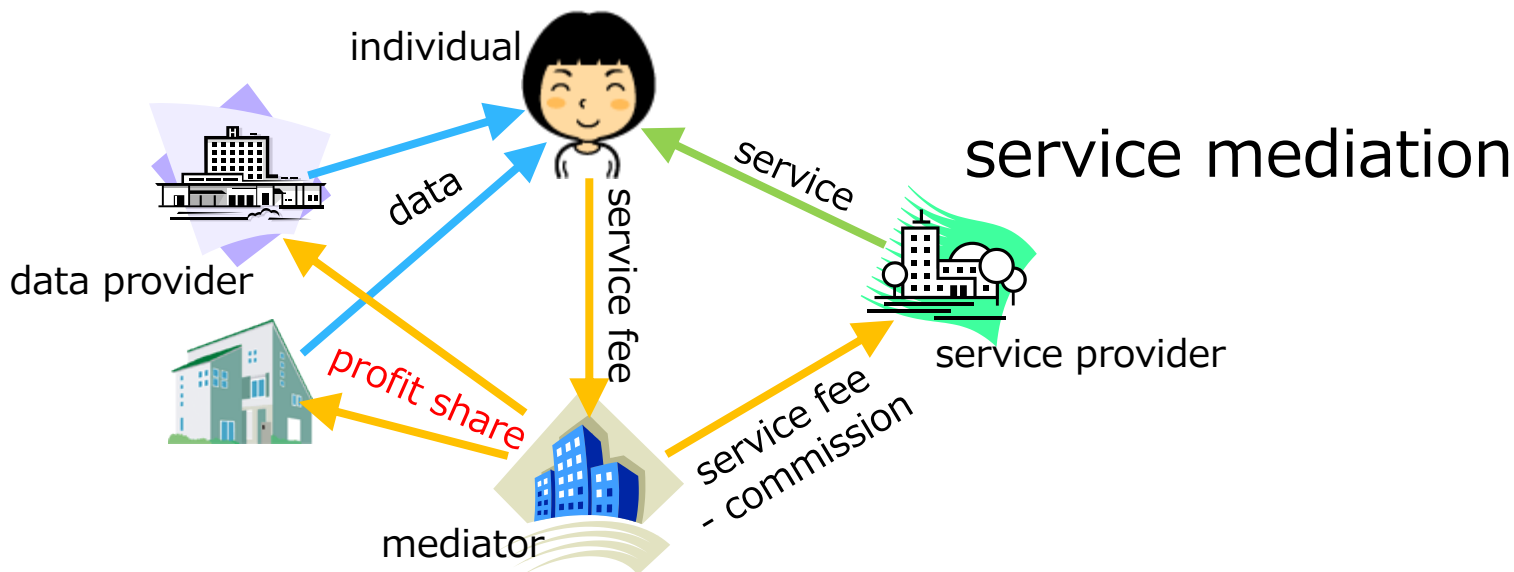 individual
service mediation
data
service
service fee
data provider
service provider
profit share
service fee
- commission
mediator